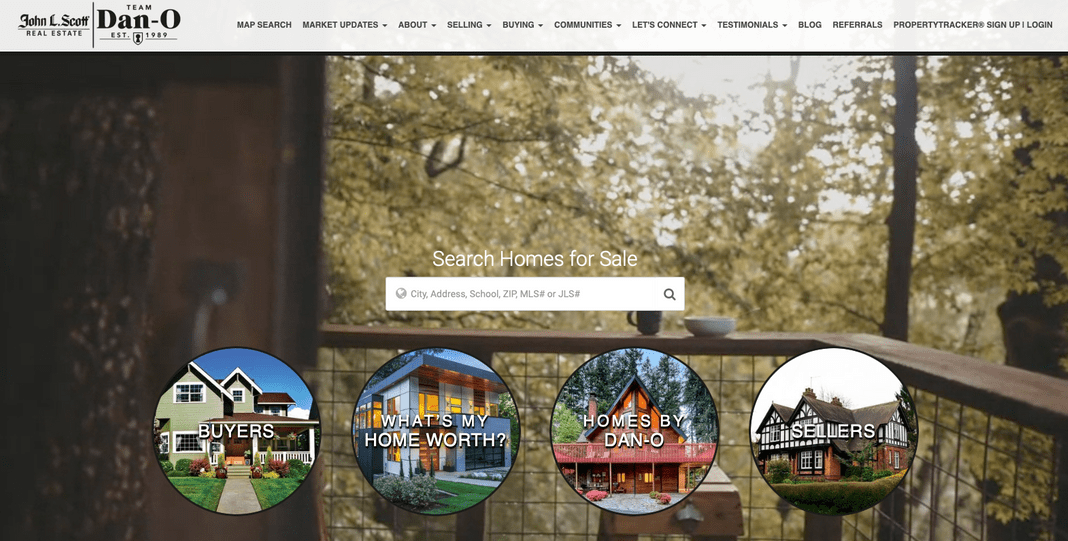 John L. Scott
REAL ESTATE
TEAM
Dan-O
EST. 1989
MAP SEARCH MARKET UPDATES ABOUT SELLING BUYING COMMUNITIES LET'S CONNECT TESTIMONIALS BLOG REFERRALS PROPERTYTRACKER® SIGN UP | LOGIN
Search Homes for Sale
City, Address, School, ZIP, MLS# or JLS#
BUYERS
WHAT'S MY
HOME WORTH?
HOMES BY
DAN-O
SELLERS